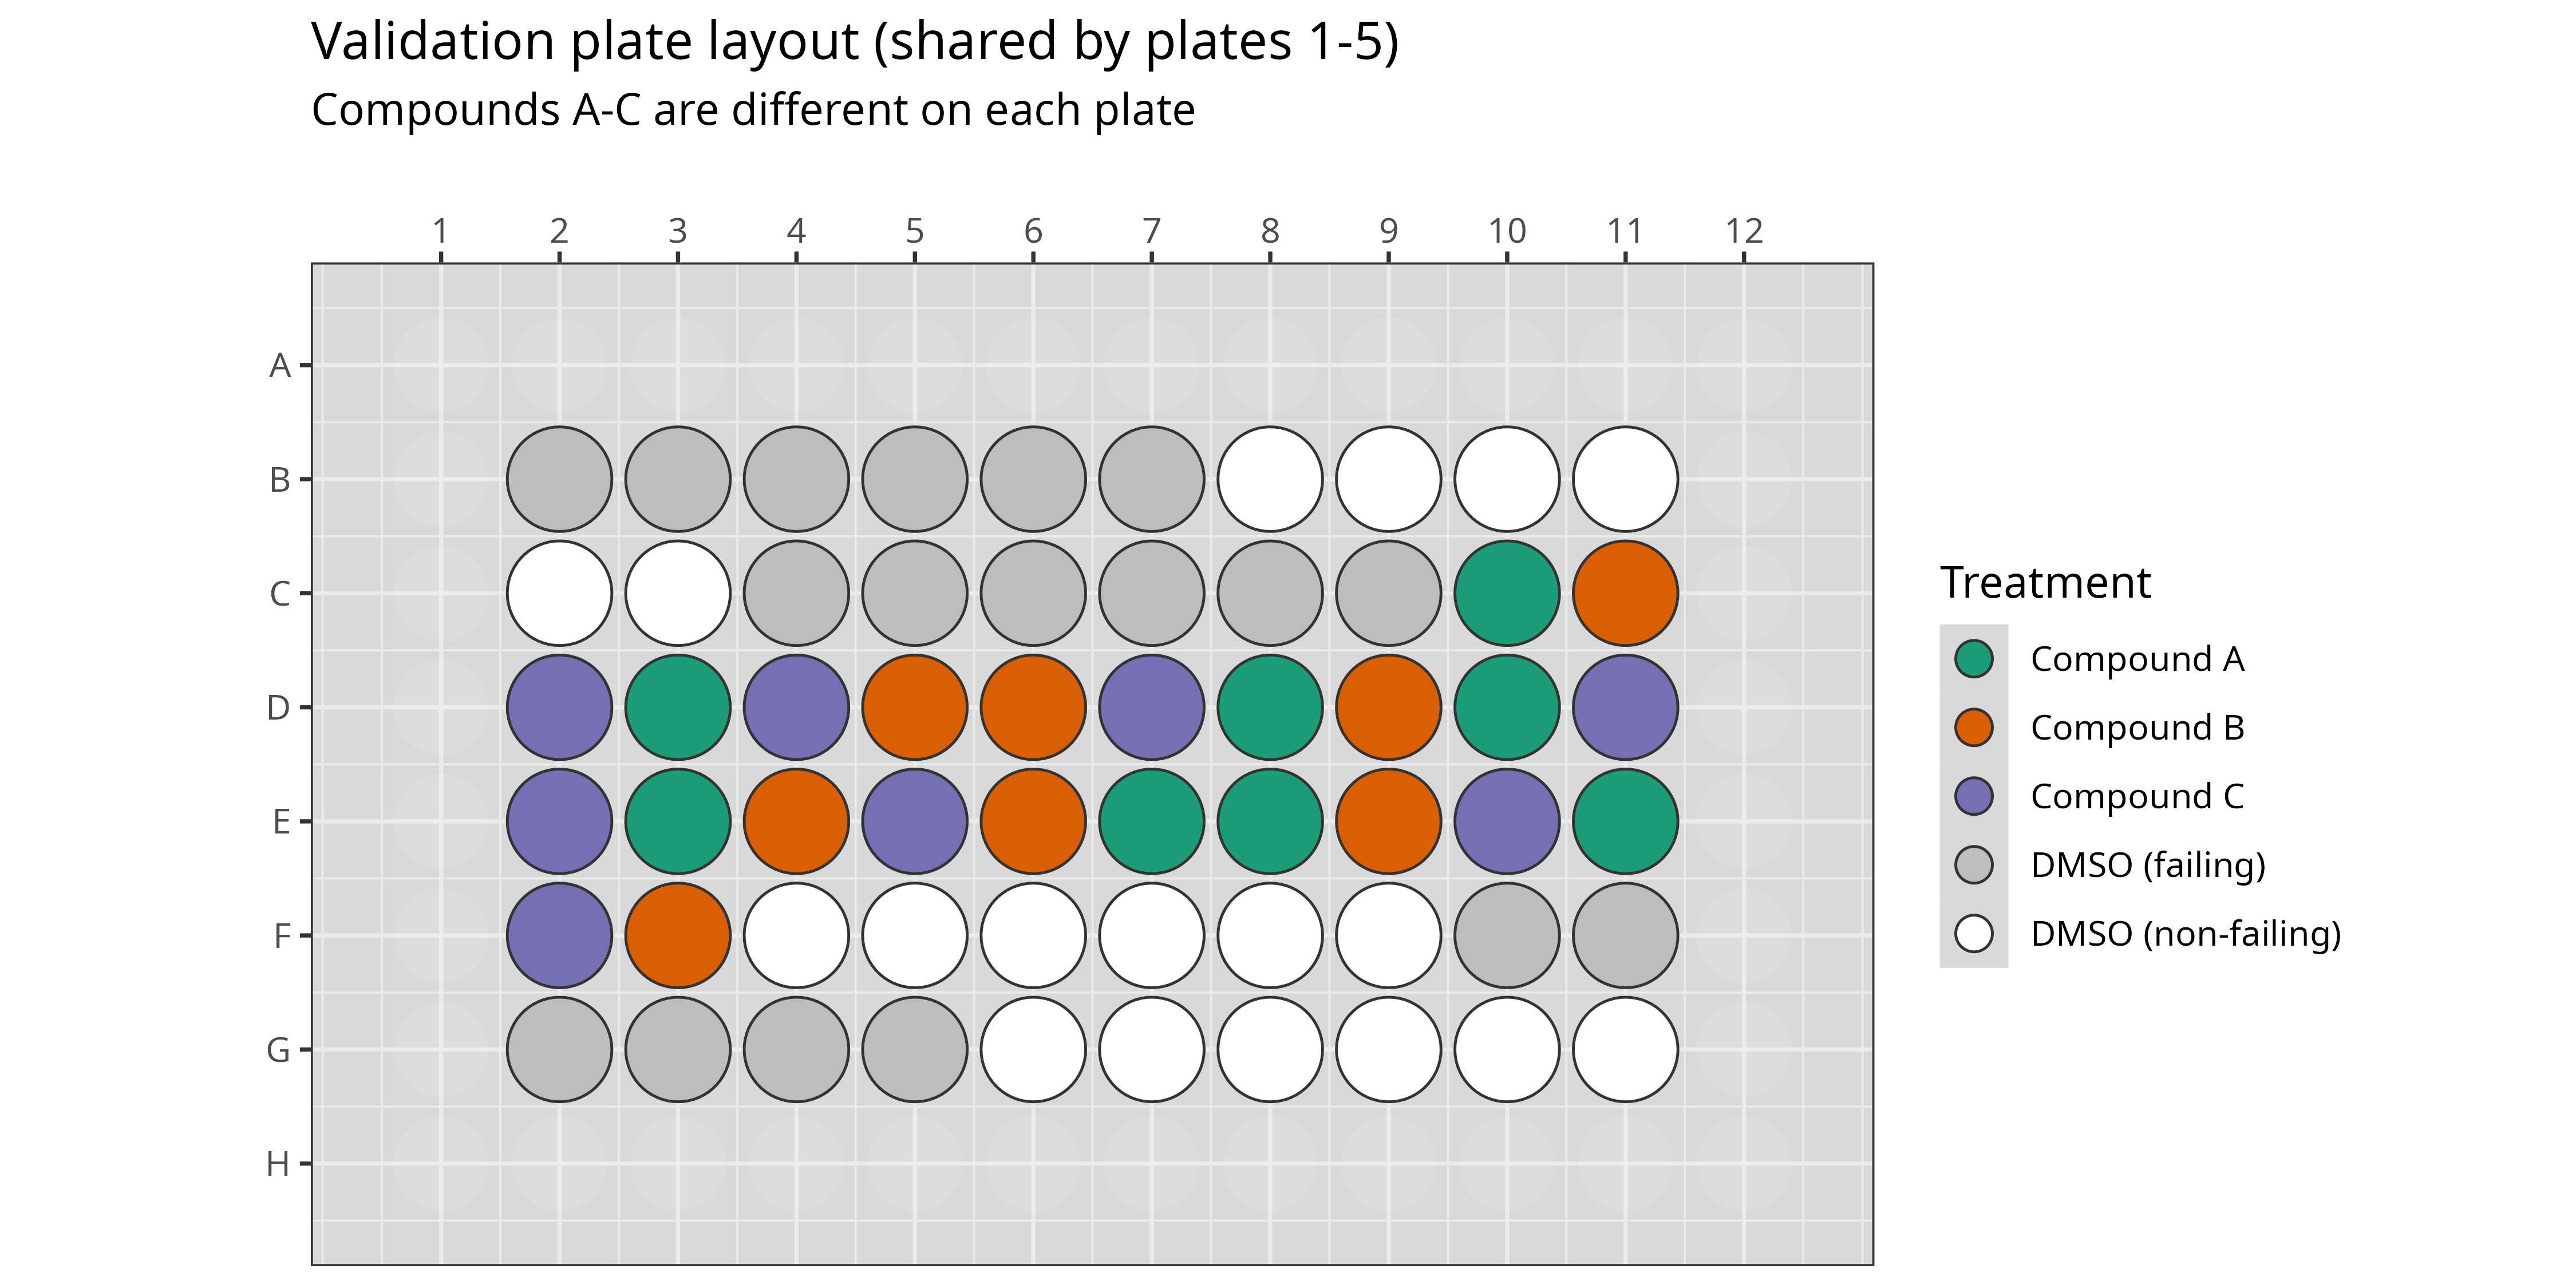 Validation plate layout (shared by plates 1-5)
Compounds A-C are different on each plate
1 2 3 4 5 6 7 8 9 10 11 12
A
B
C
D
E
F
G
H
Treatment
Compound A
Compound B
Compound C
DMSO (failing)
DMSO (non-failing)